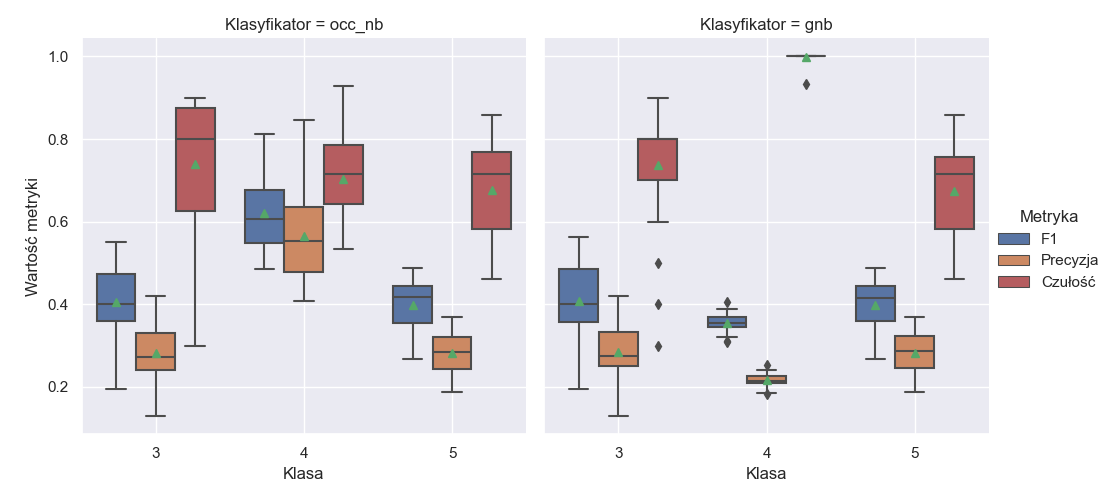 Klasyfikator = occ_nb
Klasyfikator = gnb
Wartość metryki
1.0
0.8
0.6
0.4
0.2
3
4
5
3
4
5
Klasa
Klasa
Metryka
F1
Precyzja
Czułość